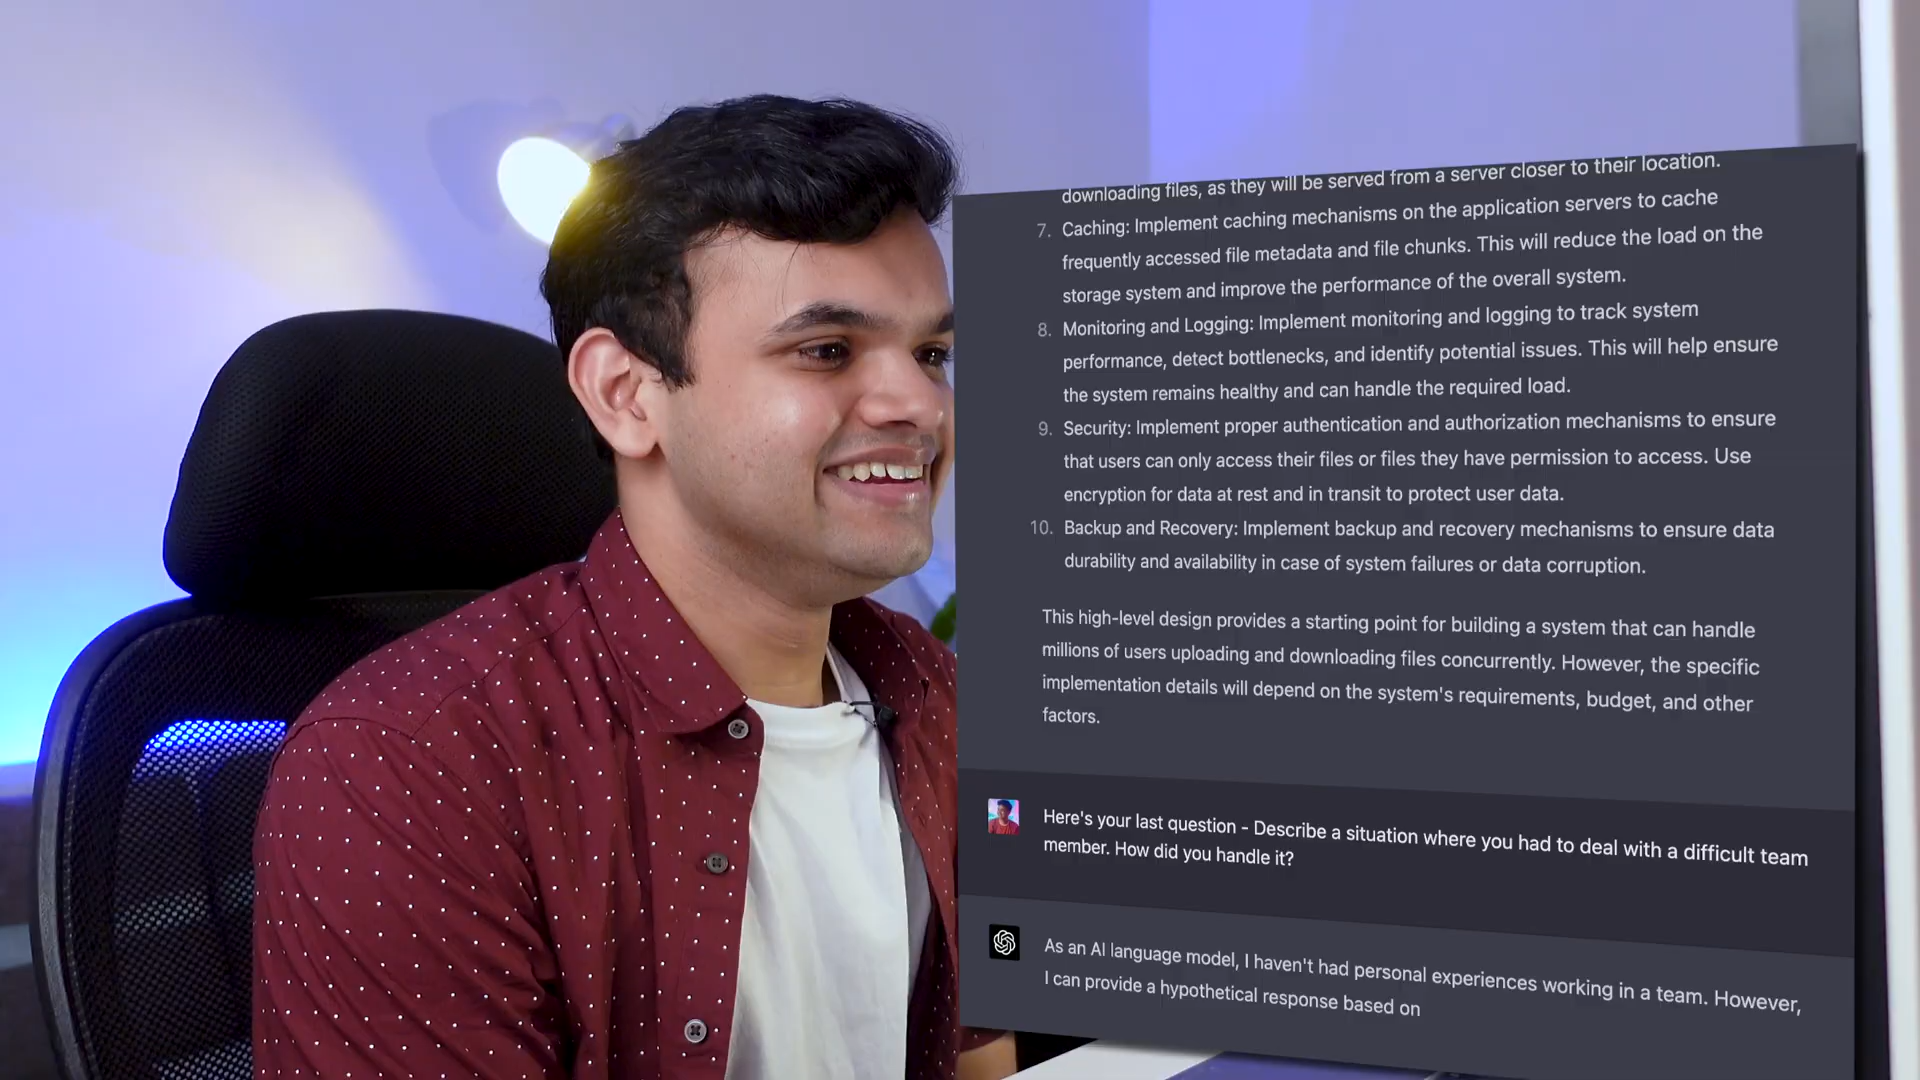 downloading files, as they will be served from a server closer to their location.
7. Caching: Implement caching mechanisms on the application servers to cache
frequently accessed file metadata and file chunks. This will reduce the load on the
storage system and improve the performance of the overall system.
8. Monitoring and Logging: Implement monitoring and logging to track system
performance, detect bottlenecks, and identify potential issues. This will help ensure
the system remains healthy and can handle the required load.
9. Security: Implement proper authentication and authorization mechanisms to ensure
that users can only access their files or files they have permission to access. Use
encryption for data at rest and in transit to protect user data.
10. Backup and Recovery: Implement backup and recovery mechanisms to ensure data
durability and availability in case of system failures or data corruption.
This high-level design provides a starting point for building a system that can handle
millions of users uploading and downloading files concurrently. However, the specific
implementation details will depend on the system's requirements, budget, and other
factors.
Here's your last question - Describe a situation where you had to deal with a difficult team
member. How did you handle it?
As an AI language model, I haven't had personal experiences working in a team. However,
I can provide a hypothetical response based on